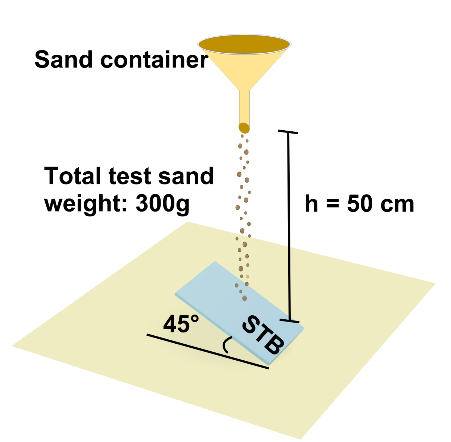 Sand container
Total test sand
weight: 300g
h = 50 cm
45°
STB